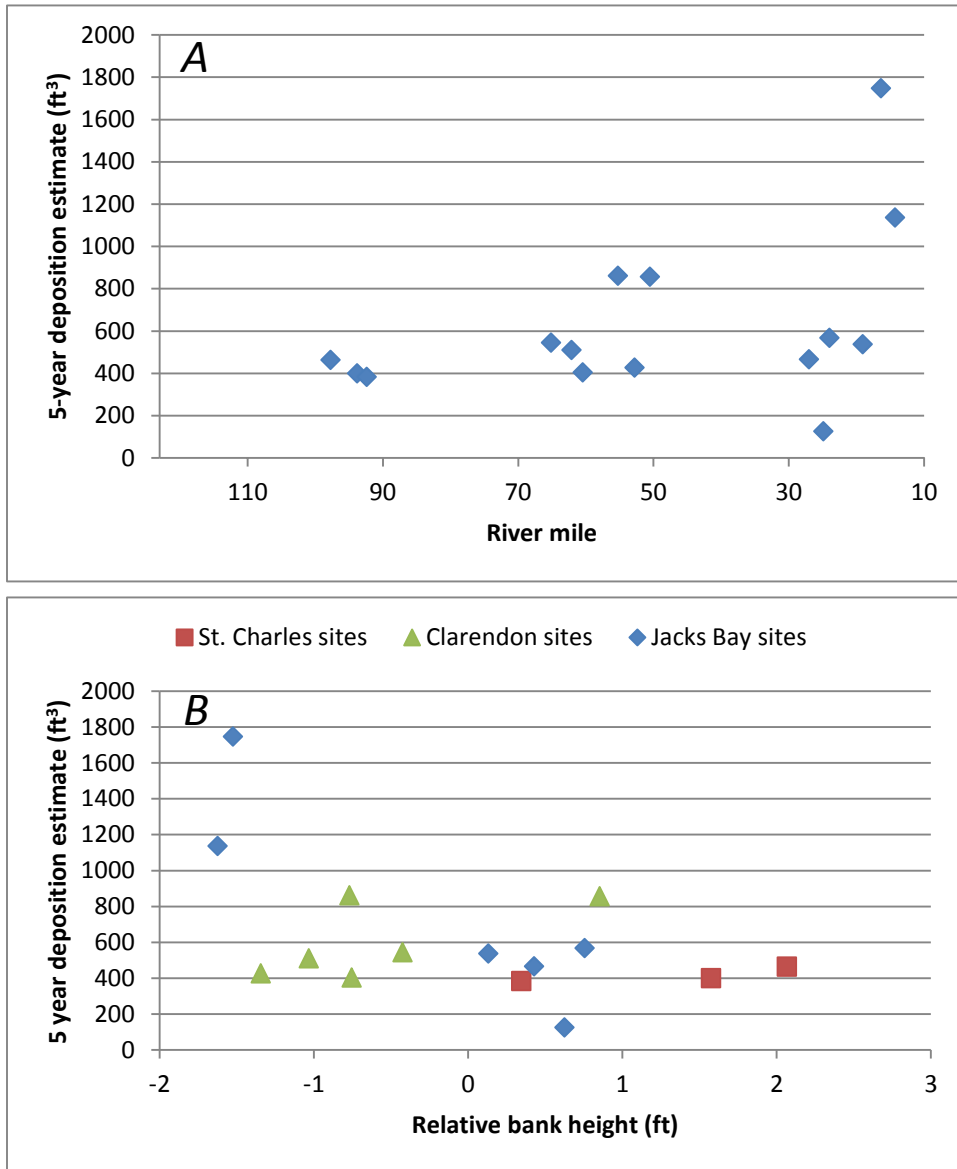 A
5-year deposition estimate (ft³)
2000
1800
1600
1400
1200
1000
800
600
400
200
0
110 90 70 50 30 10
River mile
St. Charles sites Clarendon sites Jacks Bay sites
B
5 year deposition estimate (ft³)
2000
1800
1600
1400
1200
1000
800
600
400
200
0
-2 -1 0 1 2 3
Relative bank height (ft)